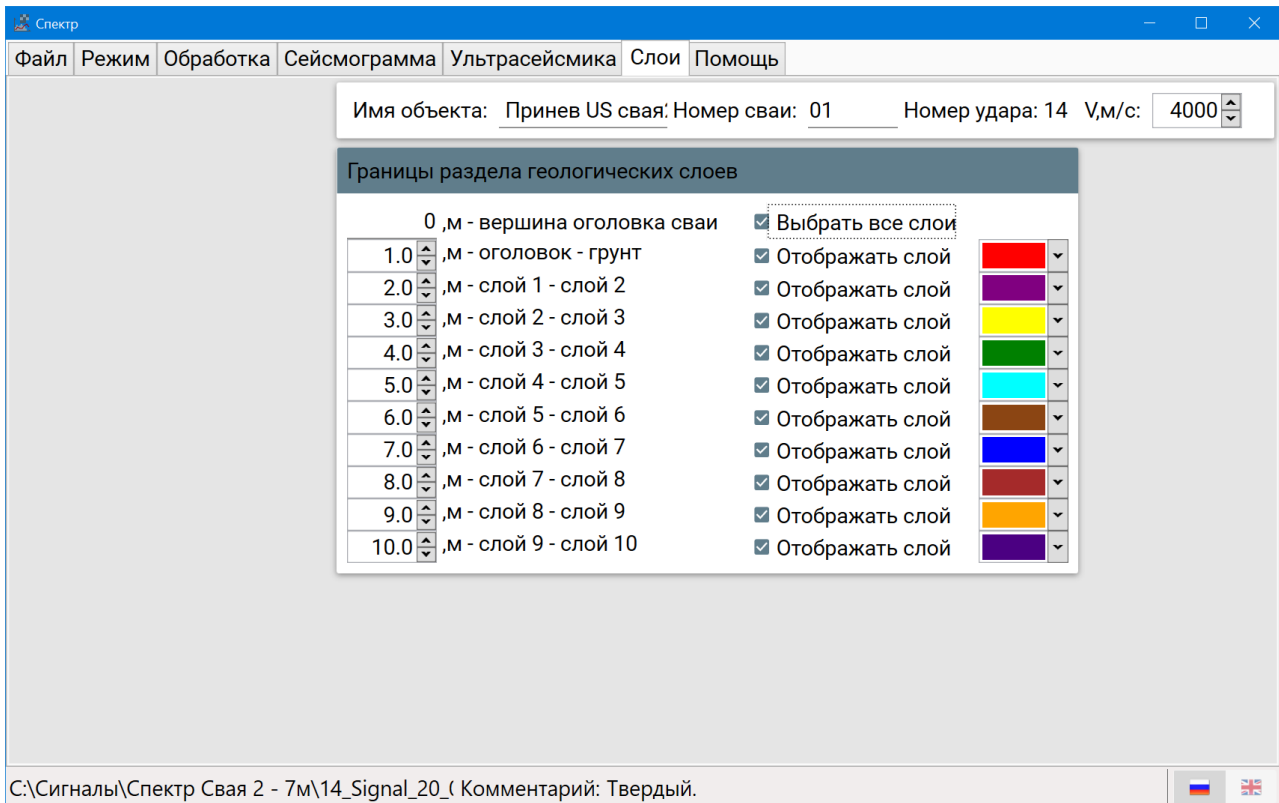 Спектр
Файл Режим Обработка Сейсмограмма Ультрасейсмика Слои Помощь
Имя объекта: Принев US свая Номер сваи: 01 Номер удара: 14 V,м/с: 4000
Границы раздела геологических слоев
0 ,м - вершина оголовка сваи Выбрать все слои
1.0 ,м - оголовок - грунт Отображать слой
2.0 ,м - слой 1 - слой 2 Отображать слой
3.0 ,м - слой 2 - слой 3 Отображать слой
4.0 ,м - слой 3 - слой 4 Отображать слой
5.0 ,м - слой 4 - слой 5 Отображать слой
6.0 ,м - слой 5 - слой 6 Отображать слой
7.0 ,м - слой 6 - слой 7 Отображать слой
8.0 ,м - слой 7 - слой 8 Отображать слой
9.0 ,м - слой 8 - слой 9 Отображать слой
10.0 ,м - слой 9 - слой 10 Отображать слой
C:\Сигналы\Спектр Свая 2 - 7м\14_Signal_20_( Комментарий: Твердый.